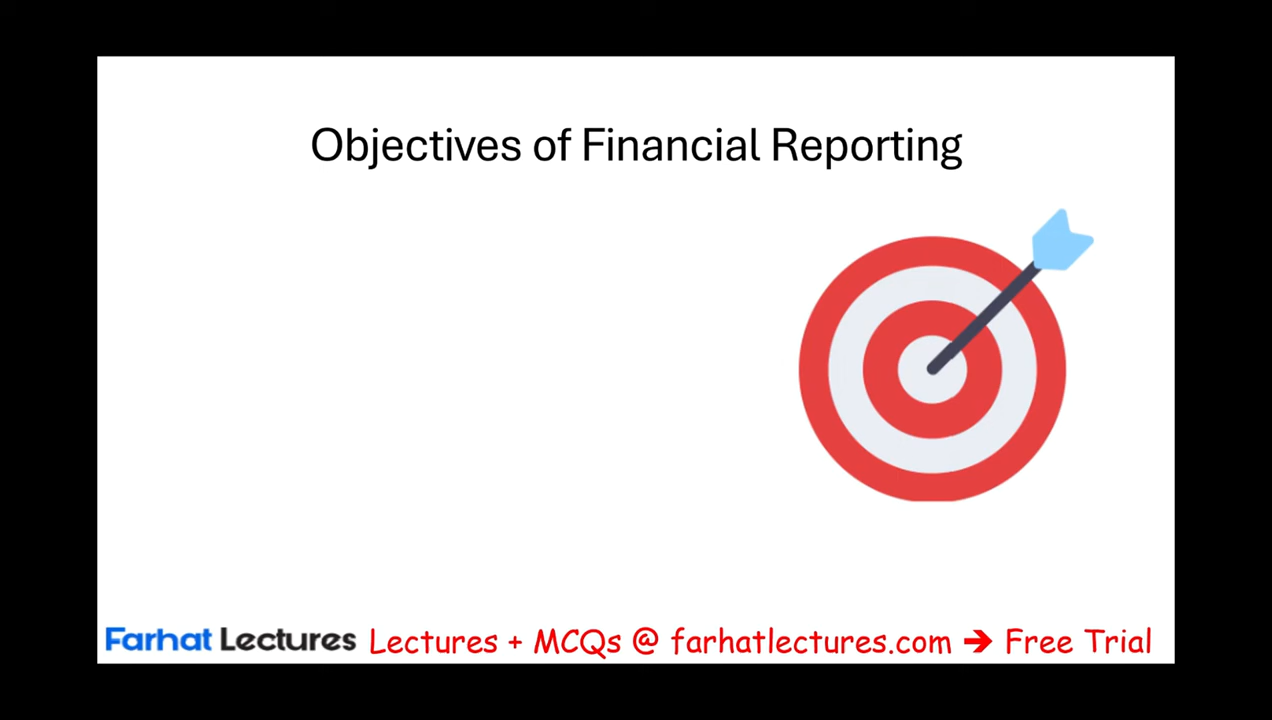 Objectives of Financial Reporting
Farhat Lectures Lectures + MCQs @ farhatlectures.com ➔ Free Trial